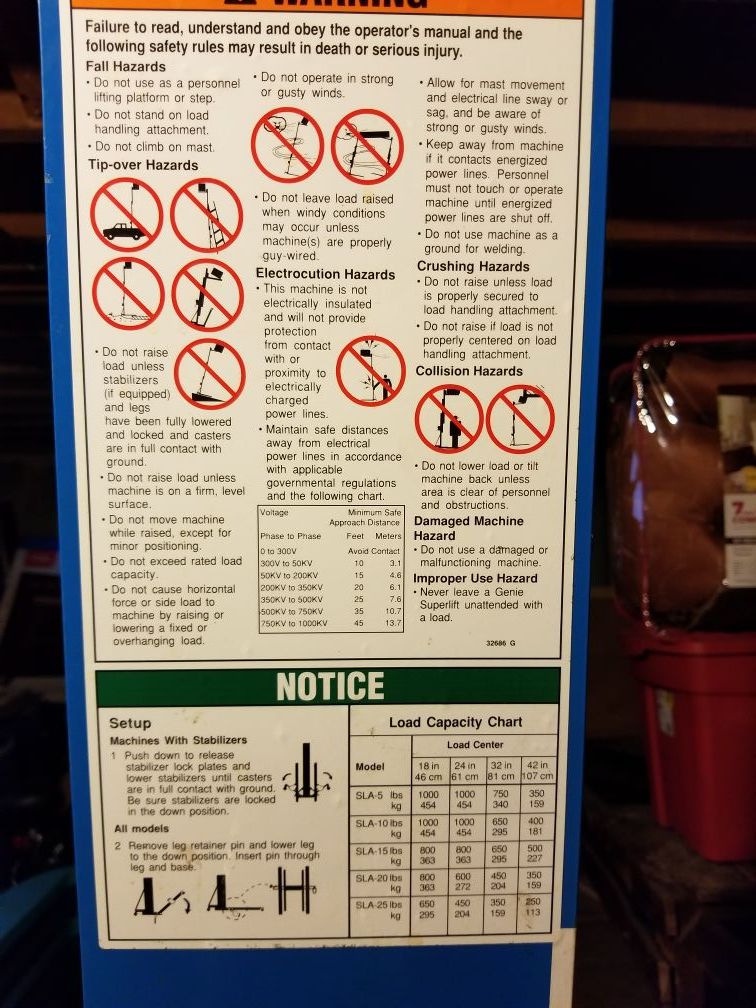 WARNING
Failure to read, understand and obey the operator's manual and the
following safety rules may result in death or serious injury.
Fall Hazards
• Do not use as a personnel
lifting platform or step.
• Do not stand on load
handling attachment.
• Do not climb on mast.
Tip-over Hazards
• Do not raise
load unless
stabilizers
(if equipped)
and legs
have been fully lowered
and locked and casters
are in full contact with
ground.
• Do not raise load unless
machine is on a firm, level
surface.
• Do not move machine
while raised, except for
minor positioning.
• Do not exceed rated load
capacity.
• Do not cause horizontal
force or side load to
machine by raising or
lowering a fixed or
overhanging load.
• Do not operate in strong
or gusty winds.
• Do not leave load raised
when windy conditions
may occur unless
machine(s) are properly
guy-wired.
Electrocution Hazards
• This machine is not
electrically insulated
and will not provide
protection
from contact
with or
proximity to
electrically
charged
power lines.
• Maintain safe distances
away from electrical
power lines in accordance
with applicable
governmental regulations
and the following chart.
Voltage Minimum Safe
Approach Distance
Phase to Phase Feet Meters
0 to 300V Avoid Contact
300V to 50KV 10 3.1
50KV to 200KV 15 4.6
200KV to 350KV 20 6.1
350KV to 500KV 25 7.6
500KV to 750KV 35 10.7
750KV to 1000KV 45 13.7
• Allow for mast movement
and electrical line sway or
sag, and be aware of
strong or gusty winds.
• Keep away from machine
if it contacts energized
power lines. Personnel
must not touch or operate
machine until energized
power lines are shut off.
• Do not use machine as a
ground for welding.
Crushing Hazards
• Do not raise unless load
is properly secured to
load handling attachment.
• Do not raise if load is not
properly centered on load
handling attachment.
Collision Hazards
• Do not lower load or tilt
machine back unless
area is clear of personnel
and obstructions.
Damaged Machine
Hazard
• Do not use a damaged or
malfunctioning machine.
Improper Use Hazard
• Never leave a Genie
Superlift unattended with
a load.
32686 G
NOTICE
Setup
Machines With Stabilizers
1 Push down to release
stabilizer lock plates and
lower stabilizers until casters
are in full contact with ground.
Be sure stabilizers are locked
in the down position.
All models
2 Remove leg retainer pin and lower leg
to the down position. Insert pin through
leg and base.
Load Capacity Chart
Load Center
Model 18 in 24 in 32 in 42 in
46 cm 61 cm 81 cm 107 cm
SLA-5 lbs 1000 1000 750 350
kg 454 454 340 159
SLA-10 lbs 1000 1000 650 400
kg 454 454 295 181
SLA-15 lbs 800 800 650 500
kg 363 363 295 227
SLA-20 lbs 800 600 450 350
kg 363 272 204 159
SLA-25 lbs 650 450 350 250
kg 295 204 159 113
7